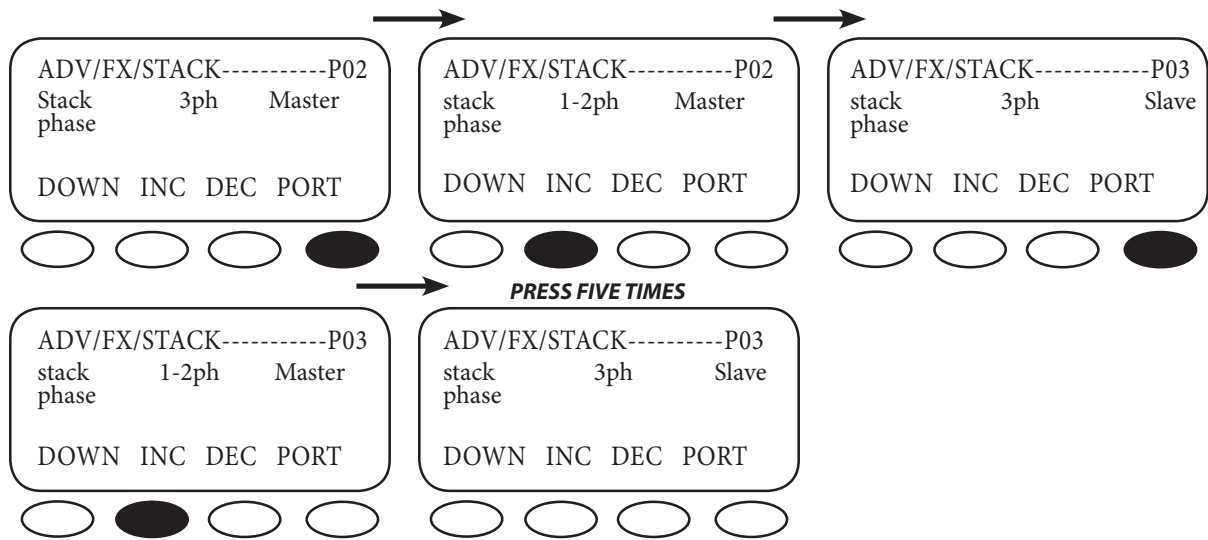 ADV/FX/STACK-----------P02
Stack 3ph Master
phase
DOWN INC DEC PORT
ADV/FX/STACK-----------P02
stack 1-2ph Master
phase
DOWN INC DEC PORT
ADV/FX/STACK------------P03
stack 3ph Slave
phase
DOWN INC DEC PORT
PRESS FIVE TIMES
ADV/FX/STACK-----------P03
stack 1-2ph Master
phase
DOWN INC DEC PORT
ADV/FX/STACK----------P03
stack 3ph Slave
phase
DOWN INC DEC PORT